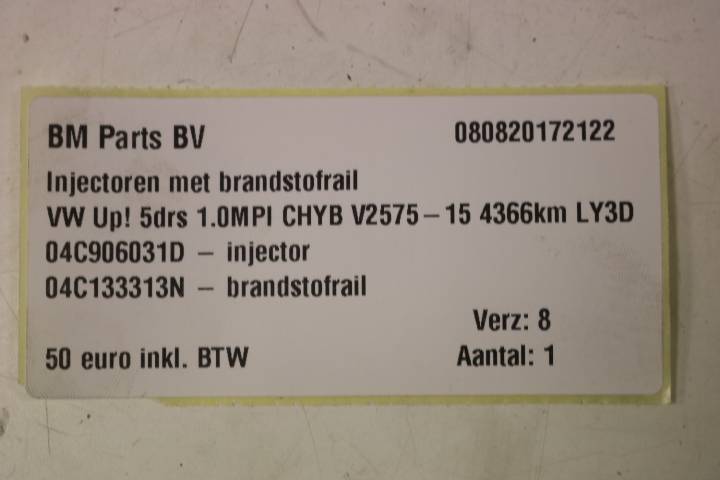 BM Parts BV 080820172122
Injectoren met brandstofrail
VW Up! 5drs 1.0MPI CHYB V2575-15 4366km LY3D
04C906031D - injector
04C133313N - brandstofrail
Verz: 8
50 euro inkl. BTW Aantal: 1